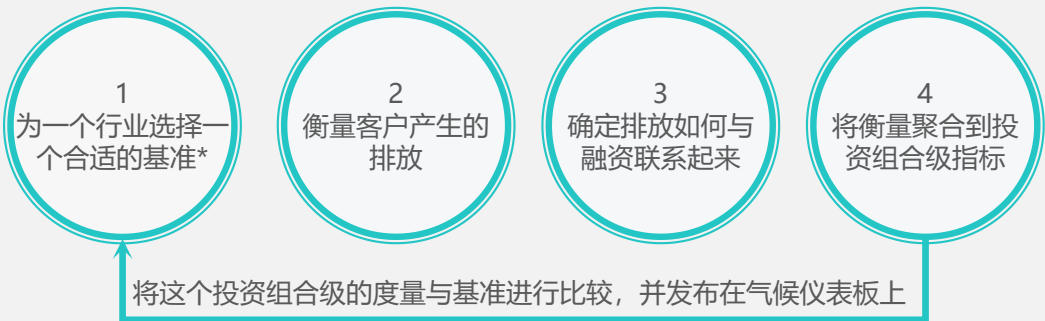 1
为一个行业选择一
个合适的基准*
2
衡量客户产生的
排放
3
确定排放如何与
融资联系起来
4
将衡量聚合到投
资组合级指标
将这个投资组合级的度量与基准进行比较，并发布在气候仪表板上